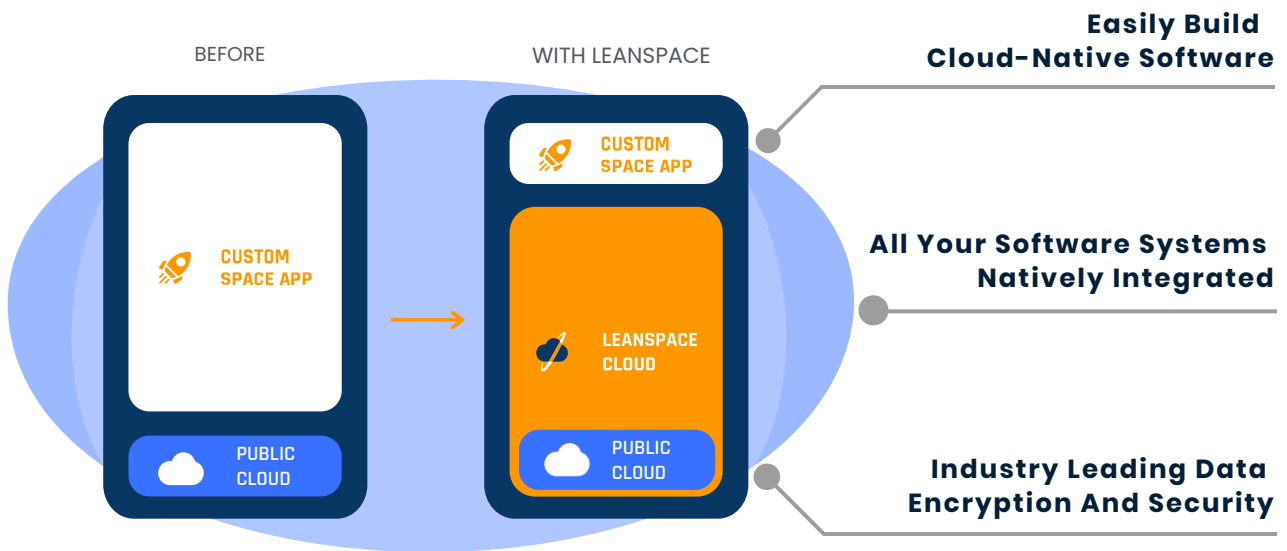 BEFORE
CUSTOM
SPACE APP
PUBLIC
CLOUD
WITH LEANSPACE
CUSTOM
SPACE APP
LEANSPACE
CLOUD
PUBLIC
CLOUD
Easily Build
Cloud-Native Software
All Your Software Systems
Natively Integrated
Industry Leading Data
Encryption And Security